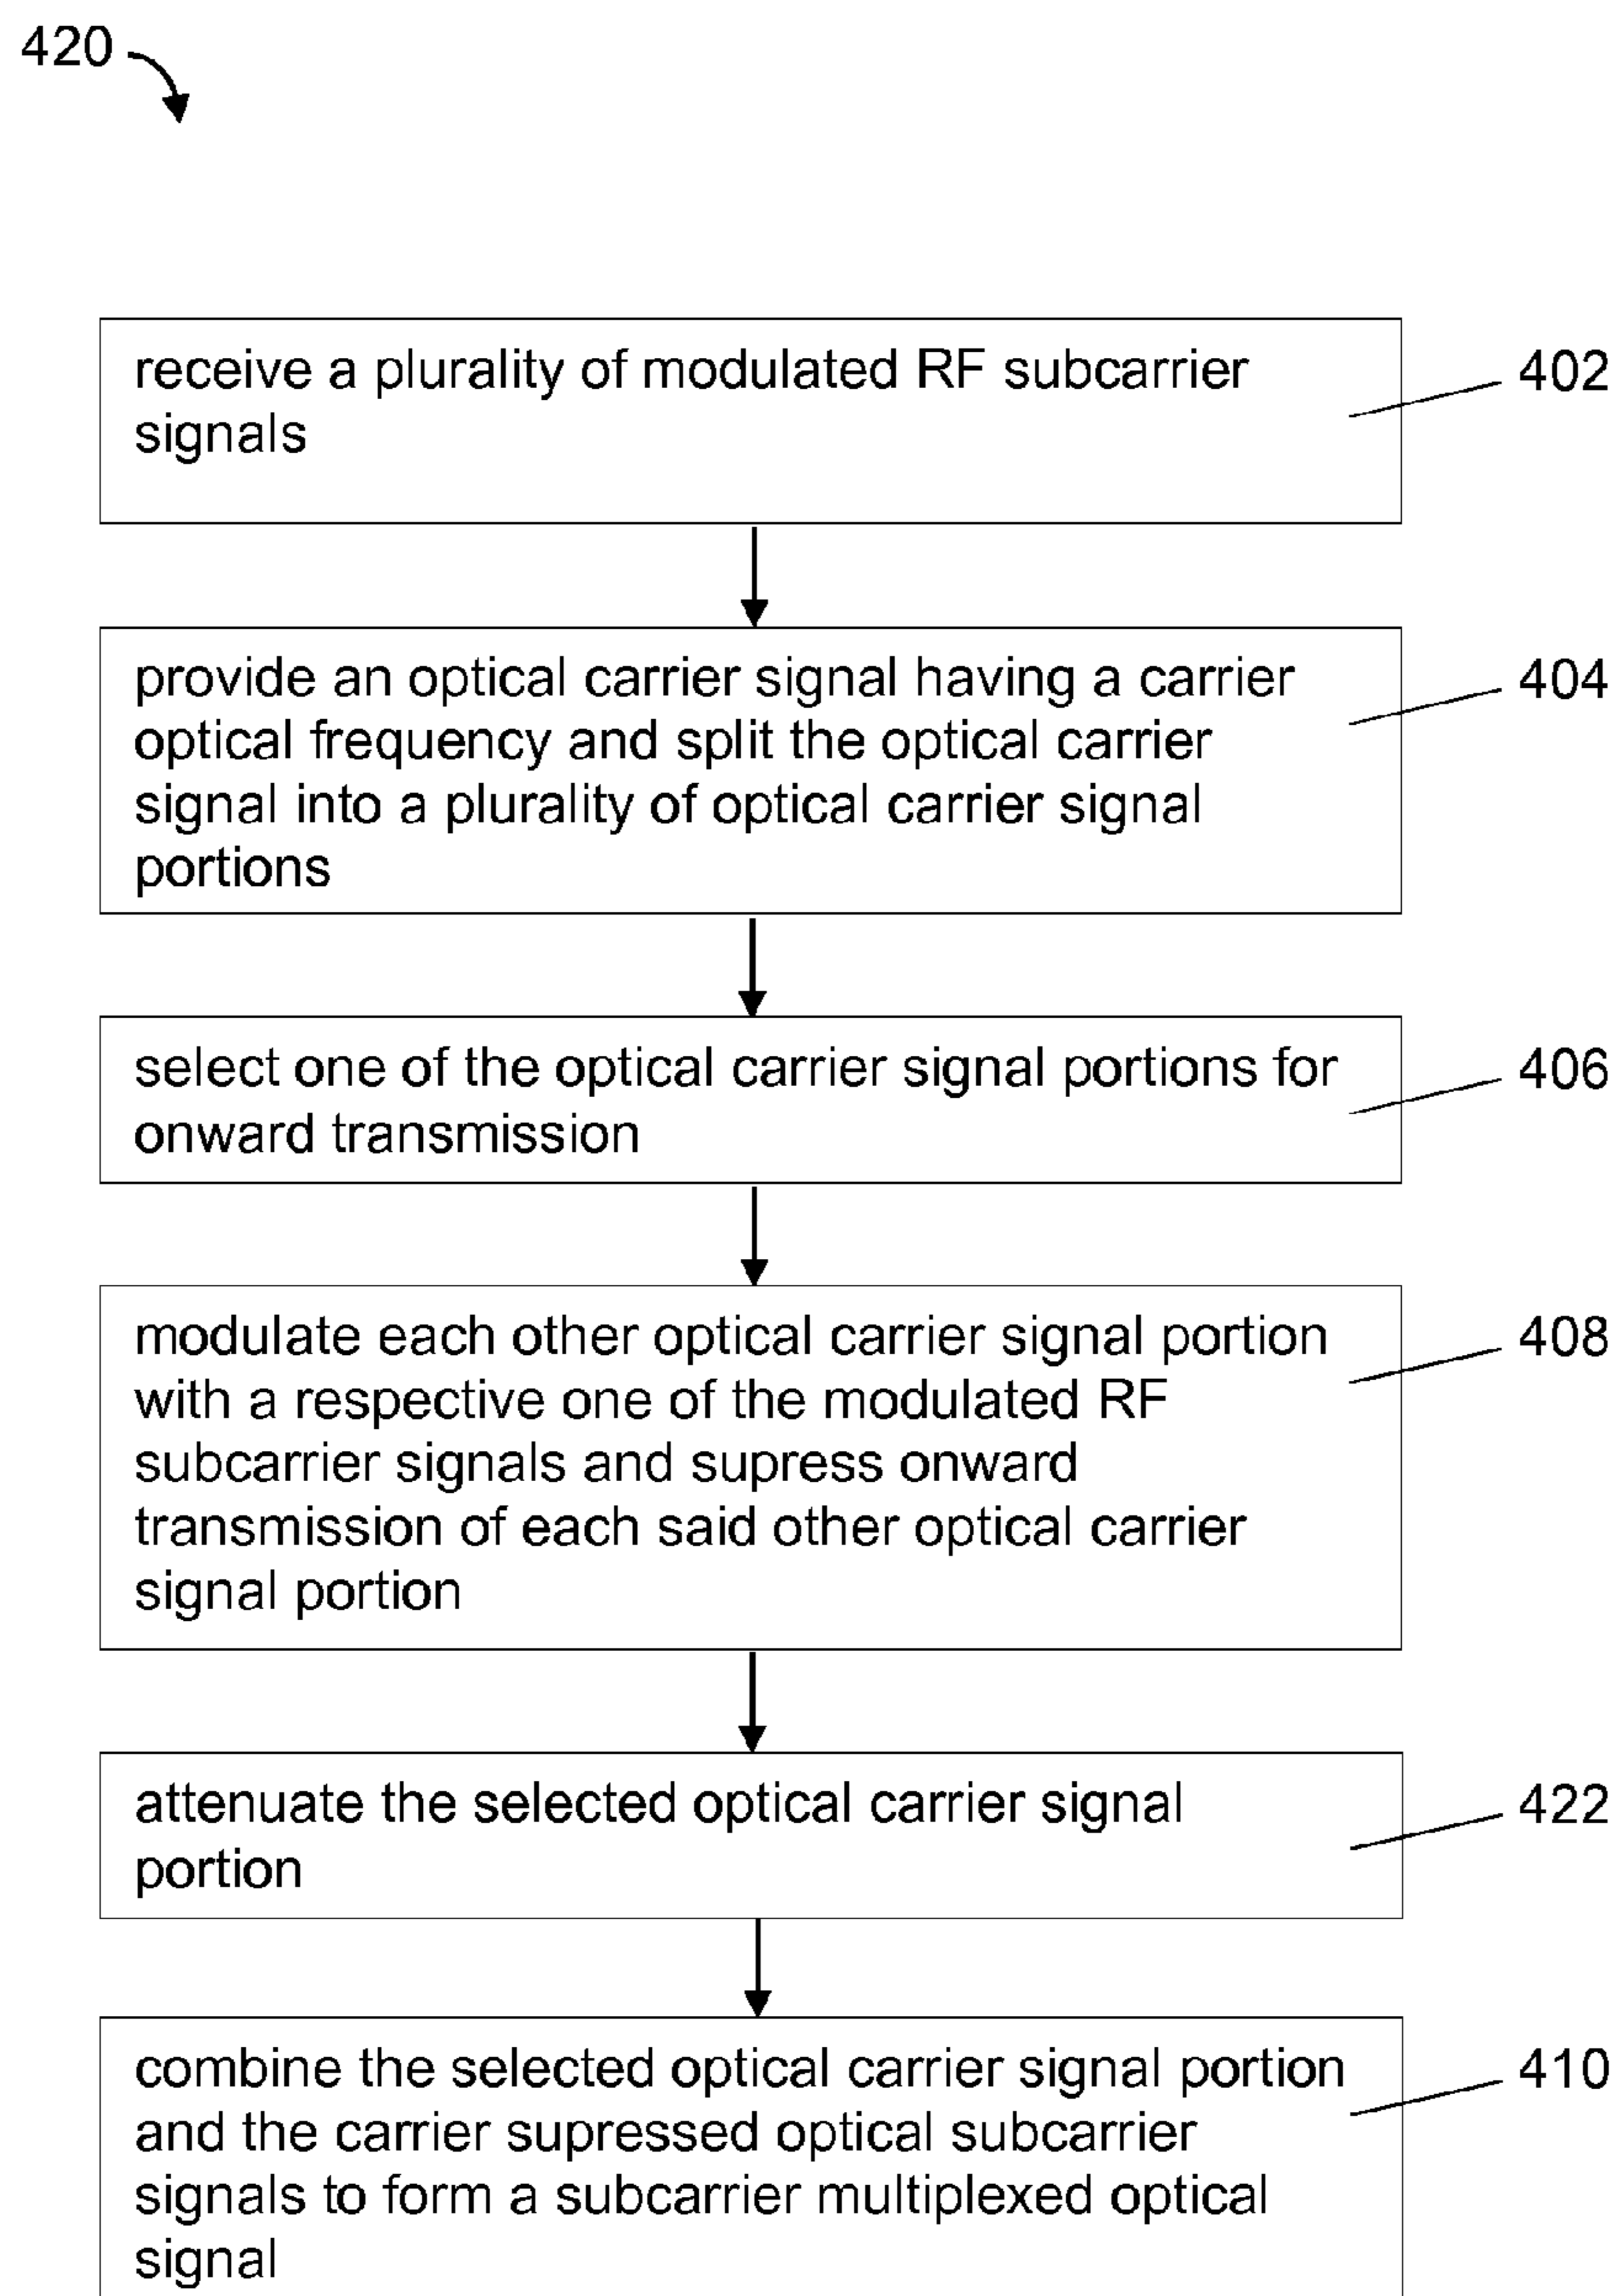 420
receive a plurality of modulated RF subcarrier
signals
402
provide an optical carrier signal having a carrier
optical frequency and split the optical carrier
signal into a plurality of optical carrier signal
portions
404
select one of the optical carrier signal portions for
onward transmission
406
modulate each other optical carrier signal portion
with a respective one of the modulated RF
subcarrier signals and supress onward
transmission of each said other optical carrier
signal portion
408
attenuate the selected optical carrier signal
portion
422
combine the selected optical carrier signal portion
and the carrier supressed optical subcarrier
signals to form a subcarrier multiplexed optical
signal
410